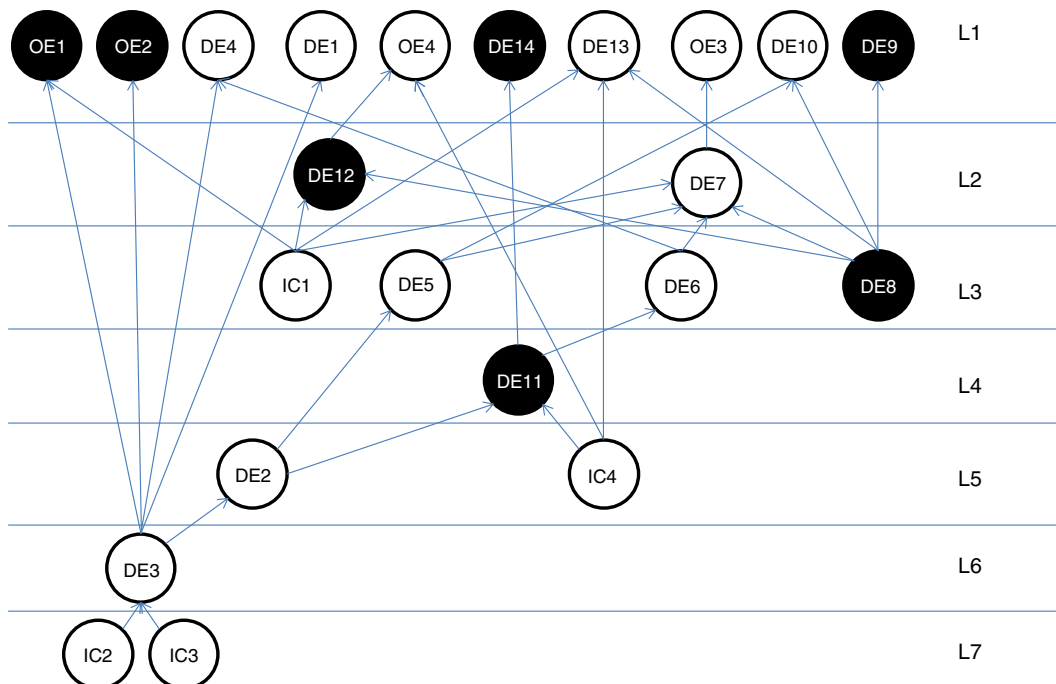 OE1 OE2 DE4 DE1 OE4 DE14 DE13 OE3 DE10 DE9 L1
DE12 DE7 L2
IC1 DE5 DE6 DE8 L3
DE11 L4
DE2 IC4 L5
DE3 L6
IC2 IC3 L7